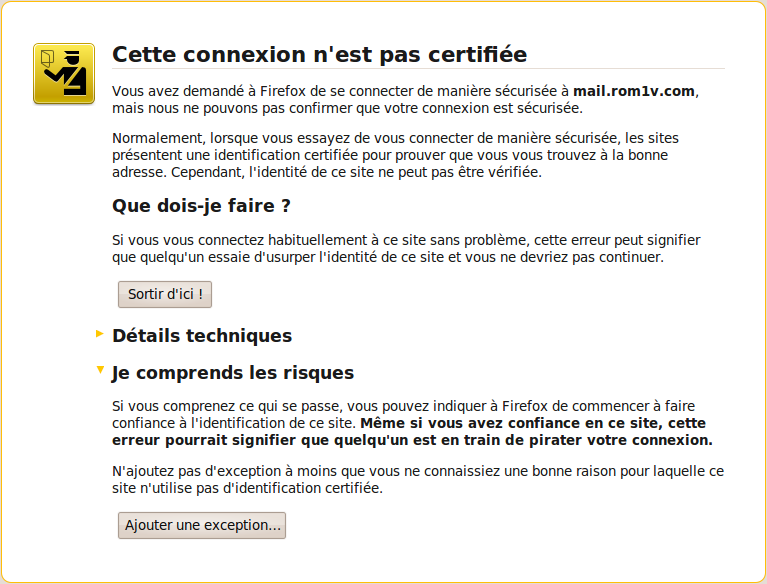 Cette connexion n'est pas certifiée
Vous avez demandé à Firefox de se connecter de manière sécurisée à mail.rom1v.com,
mais nous ne pouvons pas confirmer que votre connexion est sécurisée.
Normalement, lorsque vous essayez de vous connecter de manière sécurisée, les sites
présentent une identification certifiée pour prouver que vous vous trouvez à la bonne
adresse. Cependant, l'identité de ce site ne peut pas être vérifiée.
Que dois-je faire ?
Si vous vous connectez habituellement à ce site sans problème, cette erreur peut signifier
que quelqu'un essaie d'usurper l'identité de ce site et vous ne devriez pas continuer.
Sortir d'ici !
Détails techniques
Je comprends les risques
Si vous comprenez ce qui se passe, vous pouvez indiquer à Firefox de commencer à faire
confiance à l'identification de ce site. Même si vous avez confiance en ce site, cette
erreur pourrait signifier que quelqu'un est en train de pirater votre connexion.
N'ajoutez pas d'exception à moins que vous ne connaissiez une bonne raison pour laquelle ce
site n'utilise pas d'identification certifiée.
Ajouter une exception...